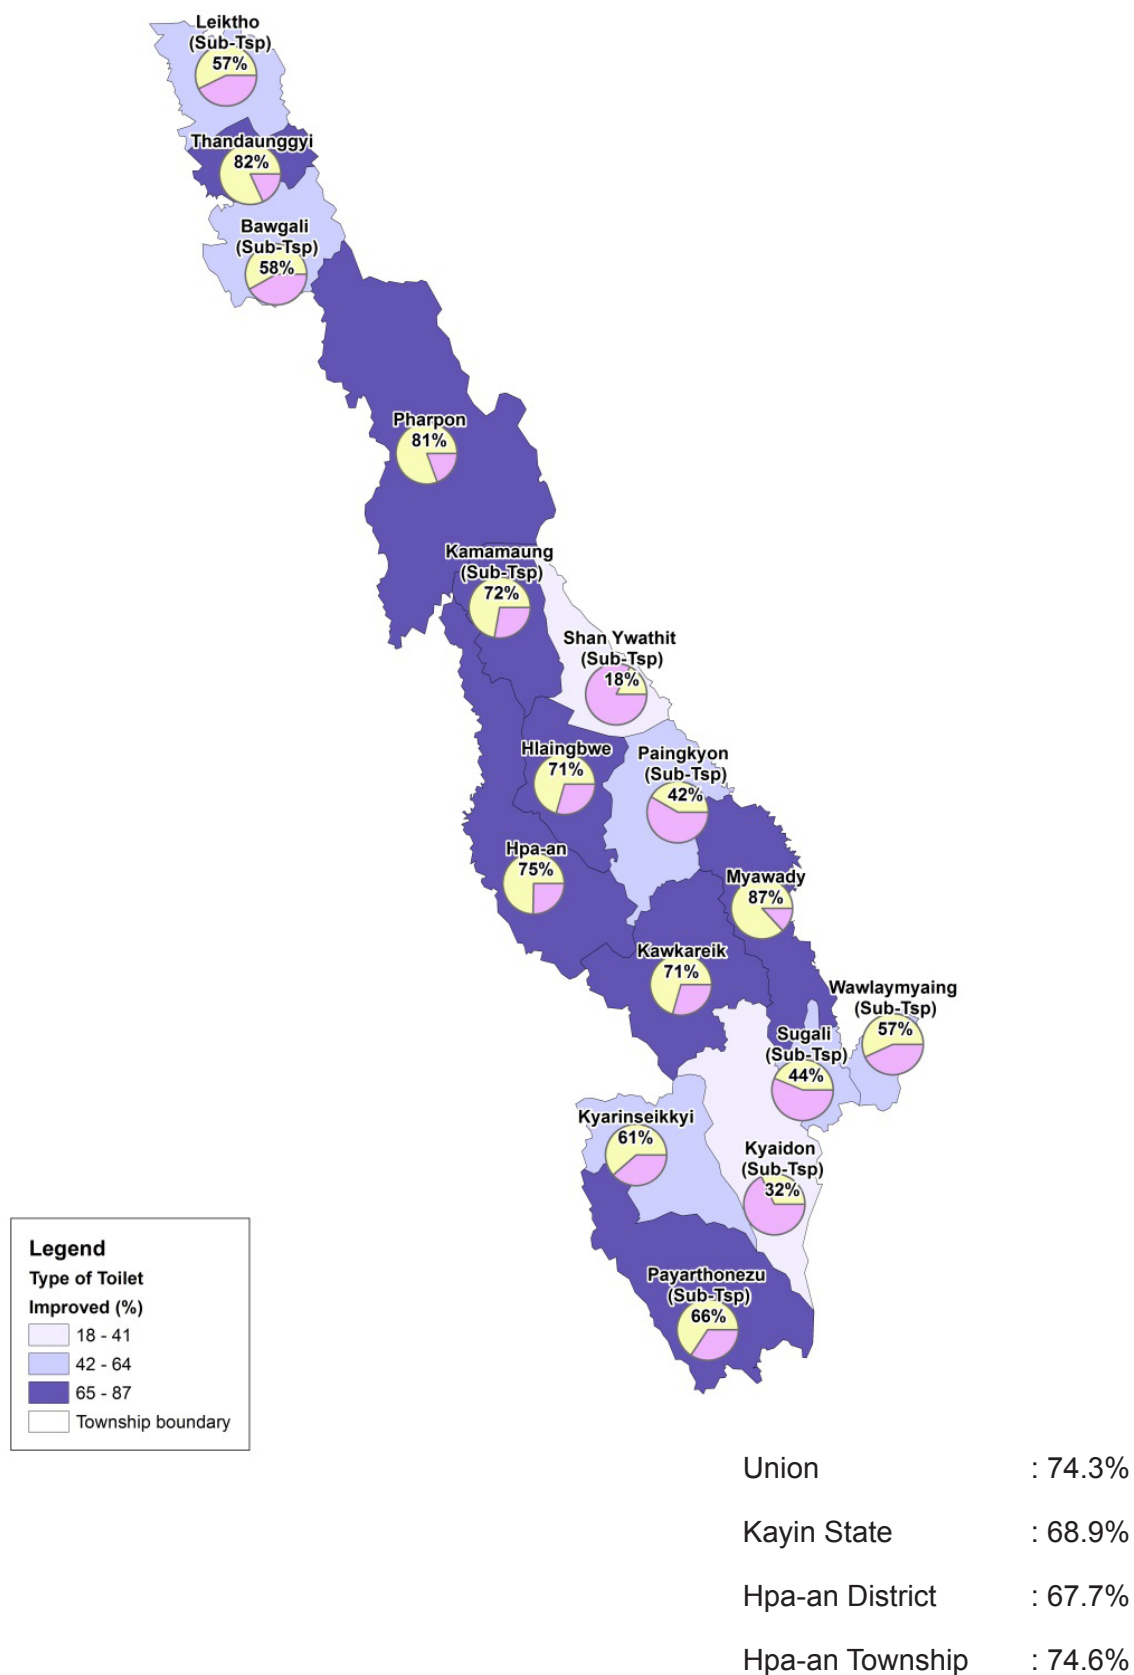 Leiktho
(Sub-Tsp)
57%
Thandaunggyi
82%
Bawgali
(Sub-Tsp)
58%
Pharpon
81%
Kamamaung
(Sub-Tsp)
72%
Shan Ywathit
(Sub-Tsp)
18%
Hlaingbwe
71%
Paingkyon
(Sub-Tsp)
42%
Hpa-an
75%
Myawady
87%
Kawkareik
71%
Wawlaymyaing
(Sub-Tsp)
57%
Sugali
(Sub-Tsp)
44%
Kyarinseikkyi
61%
Kyaidon
(Sub-Tsp)
32%
Payarthonezu
(Sub-Tsp)
66%
Legend
Type of Toilet
Improved (%)
18 - 41
42 - 64
65 - 87
Township boundary
Union : 74.3%
Kayin State : 68.9%
Hpa-an District : 67.7%
Hpa-an Township : 74.6%